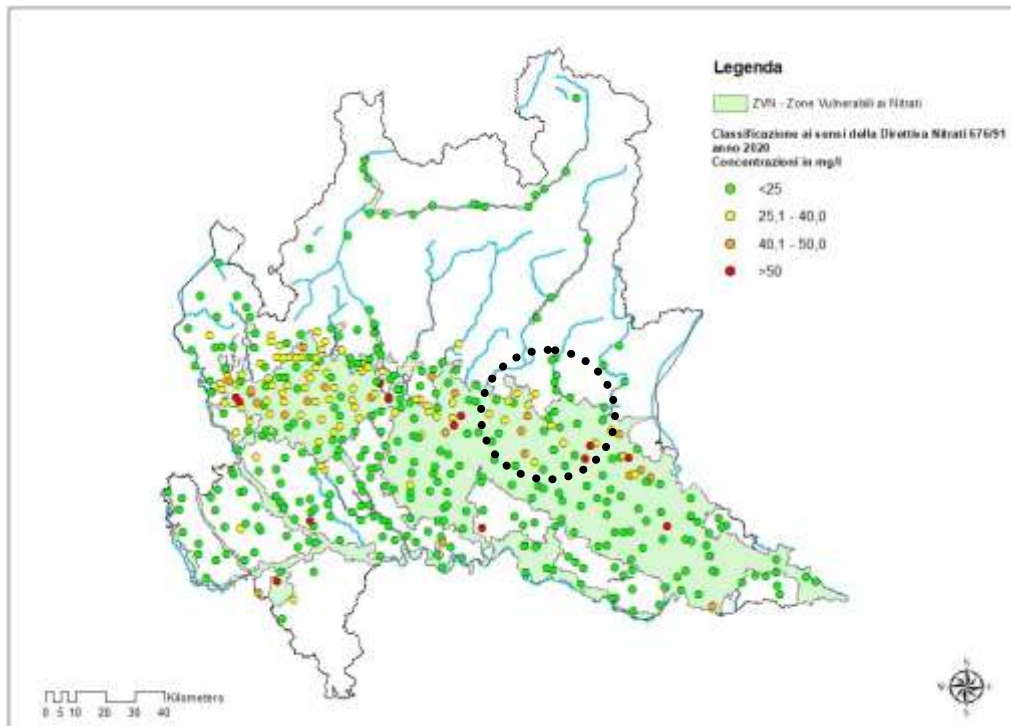 Legenda
ZVN - Zone Vulnerabili ai Nitrati
Classificazione ai sensi della Direttiva Nitrati 676/91
anno 2020
Concentrazioni in mg/l
<25
25,1 - 40,0
40,1 - 50,0
>50
Kilometers
0 5 10 20 30 40
N
W E
S